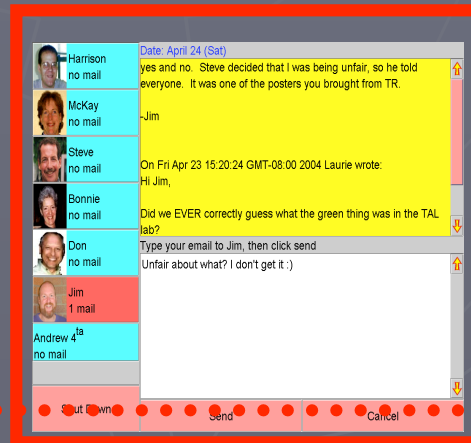 Harrison
no mail
McKay
no mail
Steve
no mail
Bonnie
no mail
Don
no mail
Jim
1 mail
Andrew 4ta
no mail
Shut Down
Date: April 24 (Sat)
yes and no.  Steve decided that I was being unfair, so he told
everyone.  It was one of the posters you brought from TR.
-Jim
On Fri Apr 23 15:20:24 GMT-08:00 2004 Laurie wrote:
Hi Jim,
Did we EVER correctly guess what the green thing was in the TAL
lab?
Type your email to Jim, then click send
Unfair about what? I don't get it :)
Send
Cancel